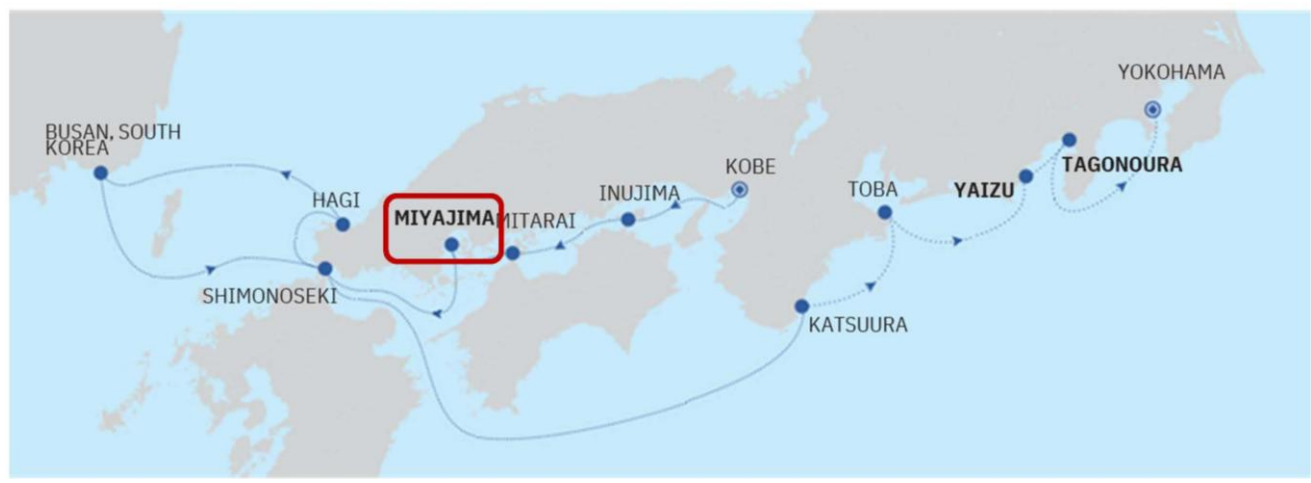 YOKOHAMA
BUSAN, SOUTH
KOREA
TAGONOURA
KOBE
YAIZU
TOBA
INUJIMA
HAGI
MIYAJIMA
MITARAI
SHIMONOSEKI
KATSUURA